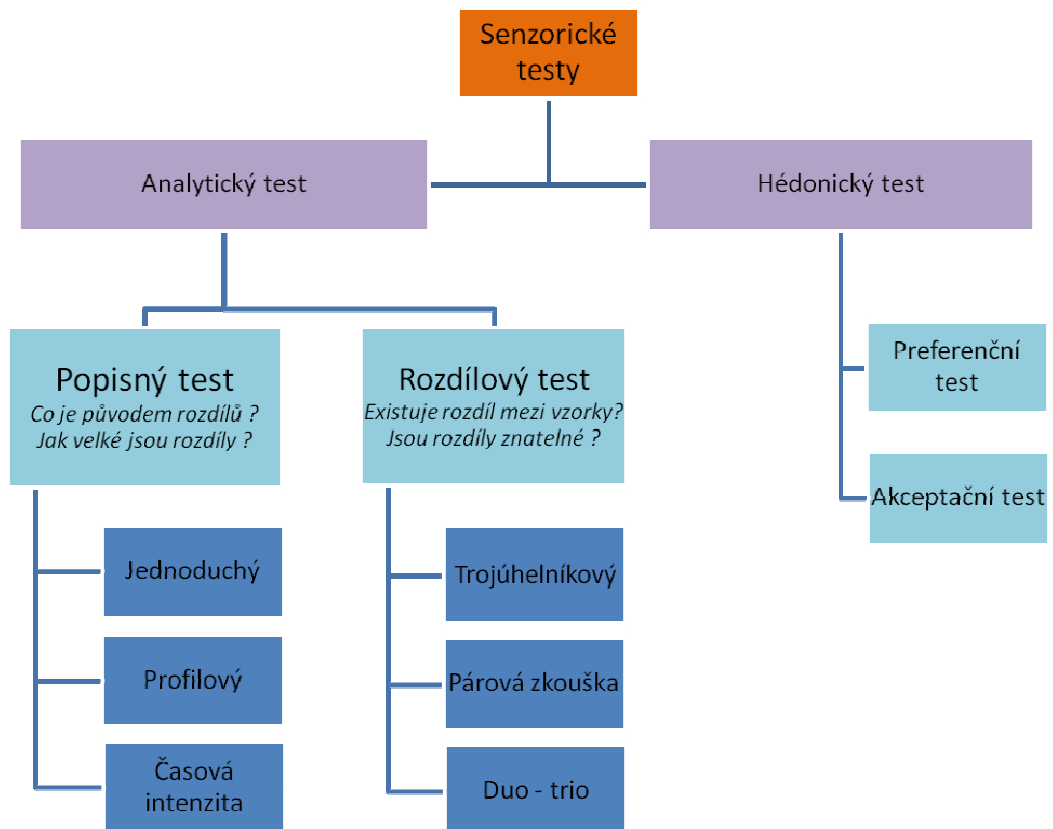 Senzorické
testy
Analytický test
Hédonický test
Popisný test
Co je původem rozdílů ?
Jak velké jsou rozdíly ?
Rozdílový test
Existuje rozdíl mezi vzorky?
Jsou rozdíly znatelné ?
Preferenční
test
Akceptační test
Jednoduchý
Profilový
Časová
intenzita
Trojúhelníkový
Párová zkouška
Duo - trio